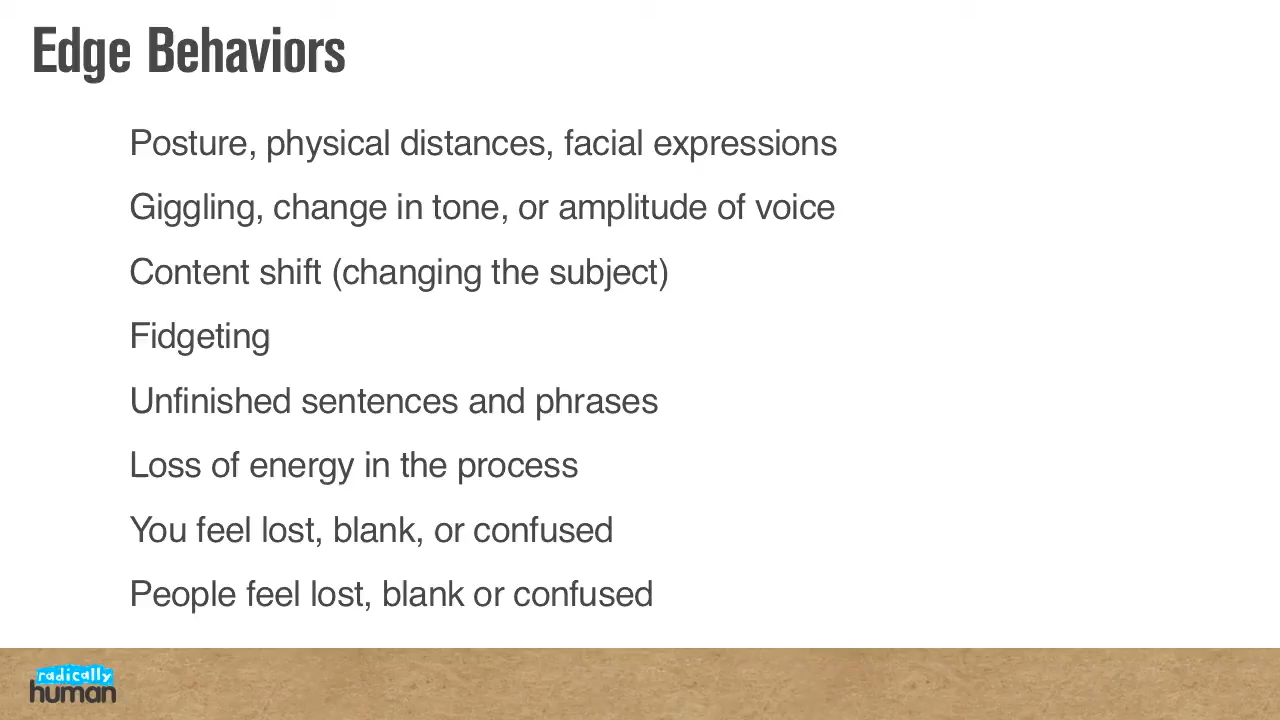 Edge Behaviors
Posture, physical distances, facial expressions
Giggling, change in tone, or amplitude of voice
Content shift (changing the subject)
Fidgeting
Unfinished sentences and phrases
Loss of energy in the process
You feel lost, blank, or confused
People feel lost, blank or confused
radically
human